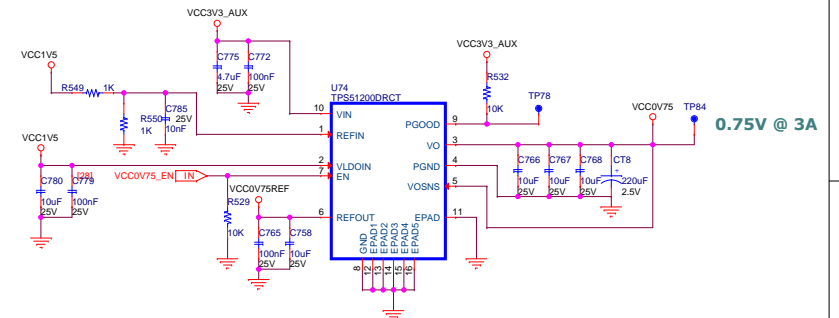 VCC3V3_AUX
VCC1V5
C775
4.7uF
25V
C772
100nF
25V
R549
1K
R550
1K
C785
25V
10nF
U74
TPS51200DRCT
10
VIN
1
REFIN
2
VLDOIN
7
EN
6
REFOUT
PGOOD
9
VO
3
PGND
4
VOSNS
5
EPAD
11
GND
EPAD1
EPAD2
EPAD3
EPAD4
EPAD5
8
12
13
14
15
16
VCC3V3_AUX
R532
10K
TP78
VCC0V75
TP84
0.75V @ 3A
C766
10uF
25V
C767
10uF
25V
C768
10uF
25V
CT8
220uF
2.5V
VCC1V5
C780
10uF
25V
[28]
C779
100nF
25V
VCC0V75_EN
IN
R529
10K
VCC0V75REF
C765
100nF
25V
C758
10uF
25V